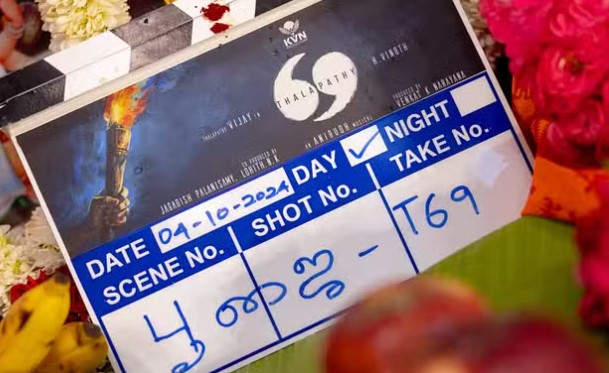 KVN
69
THALAPATHY
THALAPATHY VIJAY IN
H. VINOTH
AN ANIRUDH MUSICAL
PRODUCED BY
VENKAT K NARAYANA
CO PRODUCED BY
JAGADISH PALANISAMY, LOHITH N.K
DATE 04-10-2024 DAY ✓ NIGHT
SCENE No. SHOT No. TAKE No.
பூஜை - T69